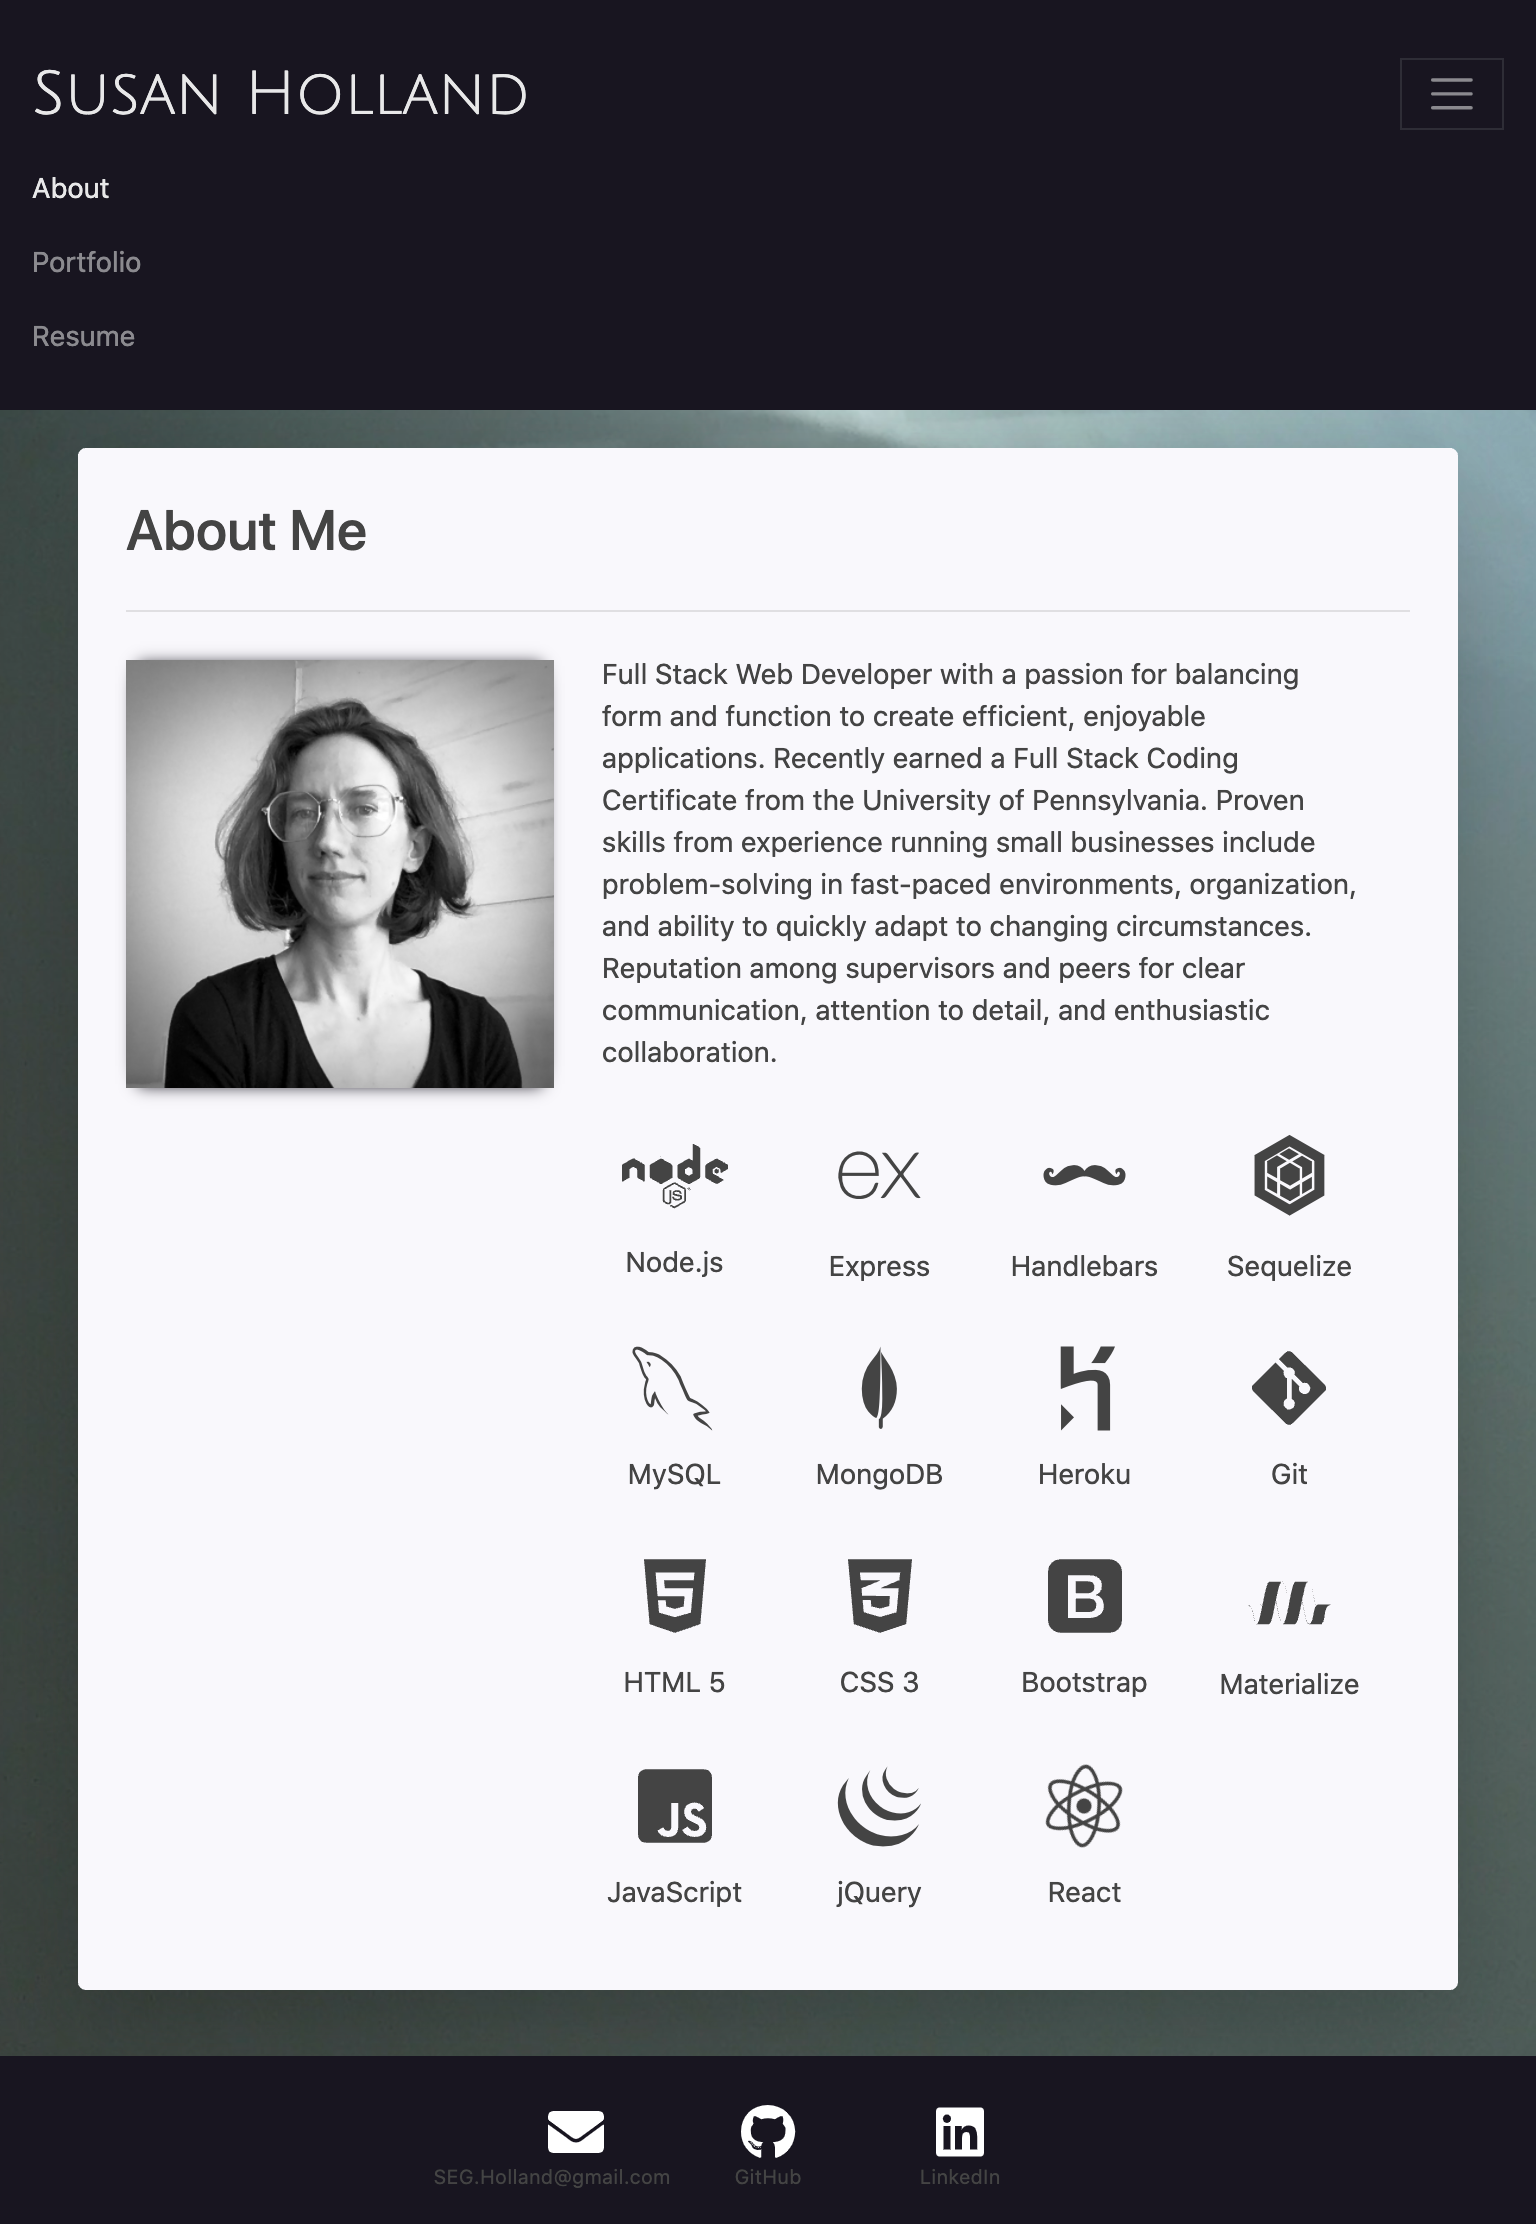 Susan Holland
About
Portfolio
Resume
About Me
Full Stack Web Developer with a passion for balancing
form and function to create efficient, enjoyable
applications. Recently earned a Full Stack Coding
Certificate from the University of Pennsylvania. Proven
skills from experience running small businesses include
problem-solving in fast-paced environments, organization,
and ability to quickly adapt to changing circumstances.
Reputation among supervisors and peers for clear
communication, attention to detail, and enthusiastic
collaboration.
node
JS
ex
Node.js
Express
Handlebars
Sequelize
MySQL
MongoDB
Heroku
Git
5
3
B
HTML 5
CSS 3
Bootstrap
Materialize
JS
JavaScript
jQuery
React
in
SEG.Holland@gmail.com
GitHub
LinkedIn